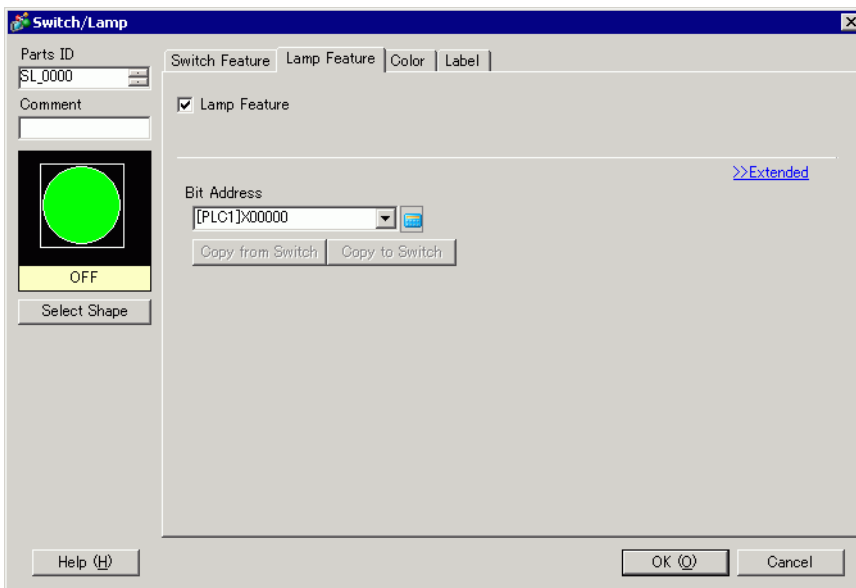 Switch/Lamp
Parts ID
SL_0000
Comment
OFF
Select Shape
Switch Feature Lamp Feature Color Label
Lamp Feature
>>Extended
Bit Address
[PLC1]X00000
Copy from Switch Copy to Switch
Help (H) OK (O) Cancel